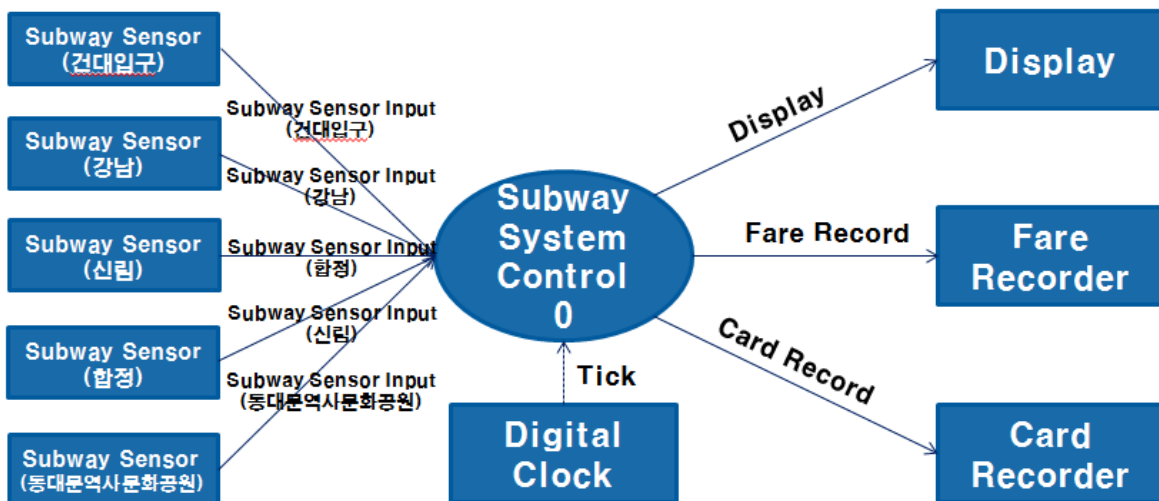 Subway Sensor
(건대입구)
Subway Sensor
(강남)
Subway Sensor
(신림)
Subway Sensor
(합정)
Subway Sensor
(동대문역사문화공원)
Subway Sensor Input
(건대입구)
Subway Sensor Input
(강남)
Subway Sensor Input
(합정)
Subway Sensor Input
(신림)
Subway Sensor Input
(동대문역사문화공원)
Subway
System
Control
0
Tick
Digital
Clock
Display
Fare Record
Card Record
Display
Fare
Recorder
Card
Recorder